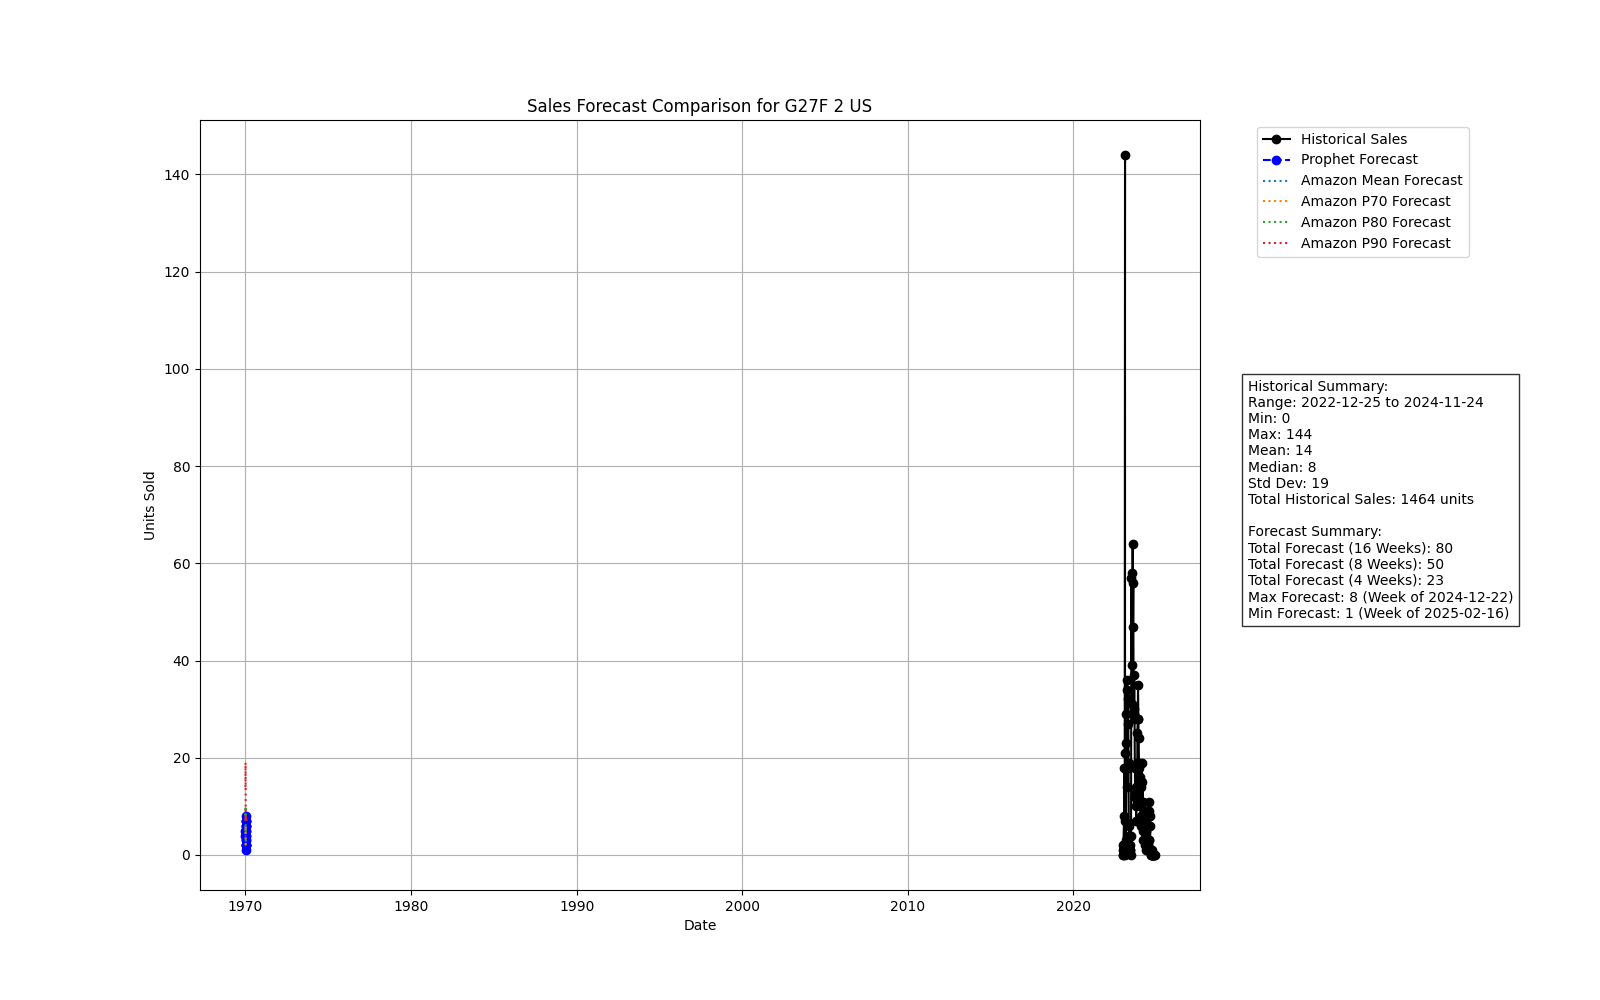 Sales Forecast Comparison for G27F 2 US
Units Sold
140
120
100
80
60
40
20
0
1970
1980
1990
2000
2010
2020
Date
Historical Sales
Prophet Forecast
Amazon Mean Forecast
Amazon P70 Forecast
Amazon P80 Forecast
Amazon P90 Forecast
Historical Summary:
Range: 2022-12-25 to 2024-11-24
Min: 0
Max: 144
Mean: 14
Median: 8
Std Dev: 19
Total Historical Sales: 1464 units
Forecast Summary:
Total Forecast (16 Weeks): 80
Total Forecast (8 Weeks): 50
Total Forecast (4 Weeks): 23
Max Forecast: 8 (Week of 2024-12-22)
Min Forecast: 1 (Week of 2025-02-16)